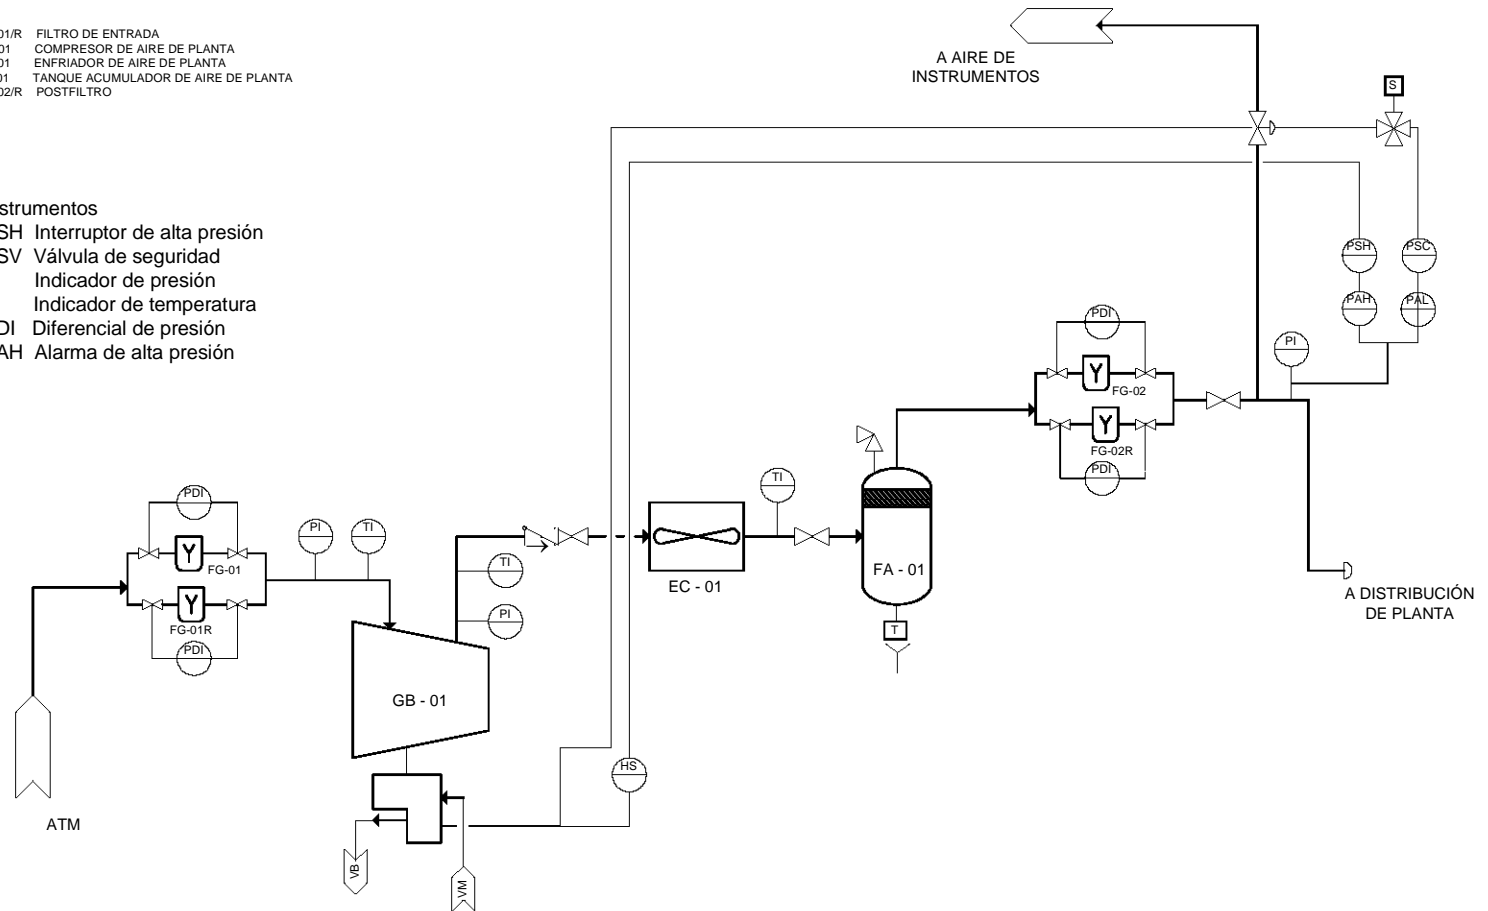 01/R FILTRO DE ENTRADA
01 COMPRESOR DE AIRE DE PLANTA
01 ENFRIADOR DE AIRE DE PLANTA
01 TANQUE ACUMULADOR DE AIRE DE PLANTA
02/R POSTFILTRO
A AIRE DE
INSTRUMENTOS
S
strumentos
SH Interruptor de alta presión
SV Válvula de seguridad
Indicador de presión
Indicador de temperatura
DI Diferencial de presión
AH Alarma de alta presión
PSH
PSC
PAH
PAL
PDI
PI
Y
FG-02
Y
FG-02R
PDI
TI
PDI
PI
TI
Y
FG-01
Y
FG-01R
PDI
TI
PI
EC - 01
FA - 01
T
A DISTRIBUCIÓN
DE PLANTA
GB - 01
HS
ATM
VB
VM